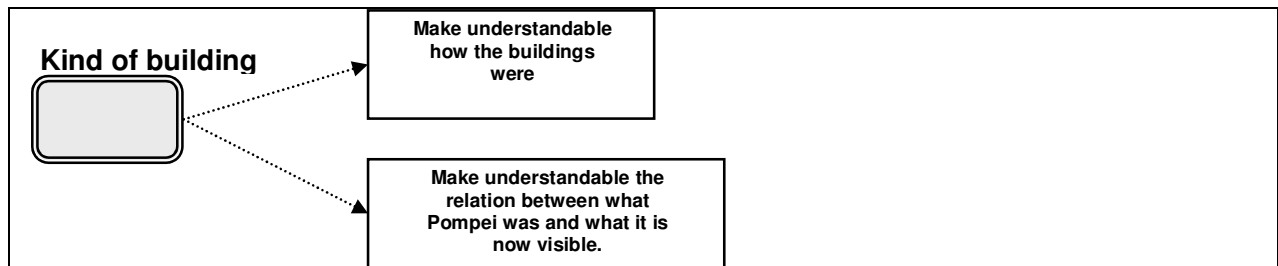 Kind of building
Make understandable
how the buildings
were
Make understandable the
relation between what
Pompei was and what it is
now visible.